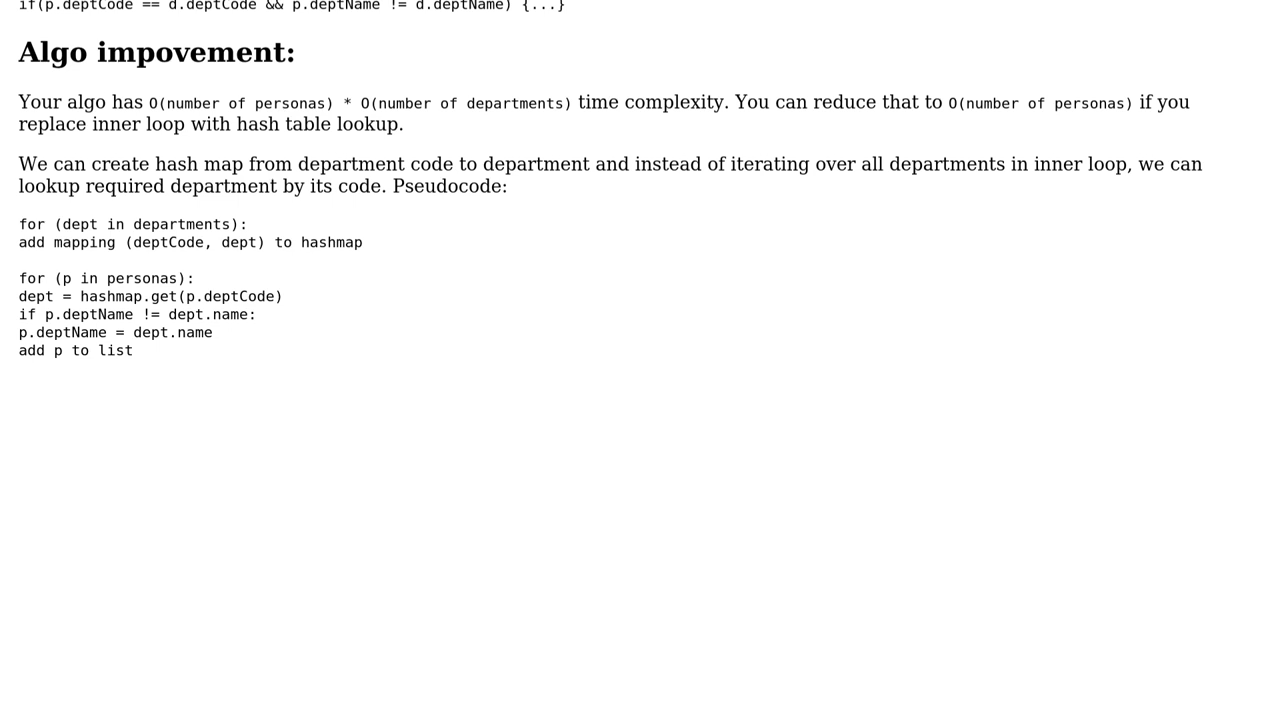 if(p.deptCode == d.deptCode && p.deptName != d.deptName) {...}
Algo impovement:
Your algo has O(number of personas) * O(number of departments) time complexity. You can reduce that to O(number of personas) if you
replace inner loop with hash table lookup.
We can create hash map from department code to department and instead of iterating over all departments in inner loop, we can
lookup required department by its code. Pseudocode:
for (dept in departments):
add mapping (deptCode, dept) to hashmap
for (p in personas):
dept = hashmap.get(p.deptCode)
if p.deptName != dept.name:
p.deptName = dept.name
add p to list